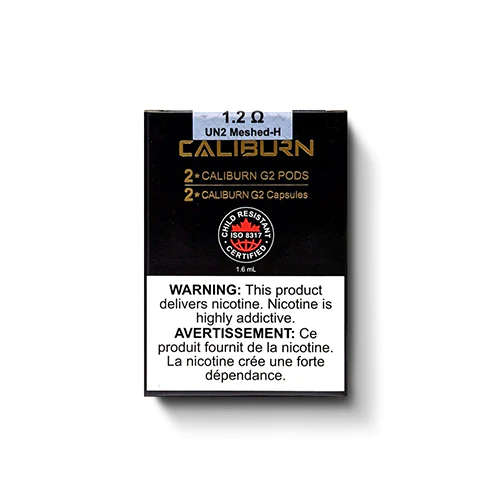 1.2 Ω
UN2 Meshed-H
CALIBURN
2* CALIBURN G2 PODS
2* CALIBURN G2 Capsules
CHILD RESISTANT
ISO 8317
CERTIFIED
1.6 mL
WARNING: This product
delivers nicotine. Nicotine is
highly addictive.
AVERTISSEMENT: Ce
produit fournit de la nicotine.
La nicotine crée une forte
dépendance.